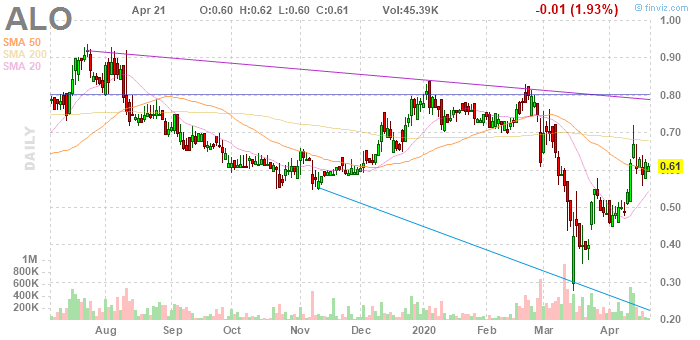 ALO
Apr 21 O:0.60 H:0.62 L:0.60 C:0.61 Vol:45.39K -0.01 (1.93%)
© finviz.com
SMA 50
SMA 200
SMA 20
DAILY
1.00
0.90
0.80
0.70
0.61
0.50
0.40
0.30
0.20
1M
800K
600K
400K
200K
Aug Sep Oct Nov Dec 2020 Feb Mar Apr